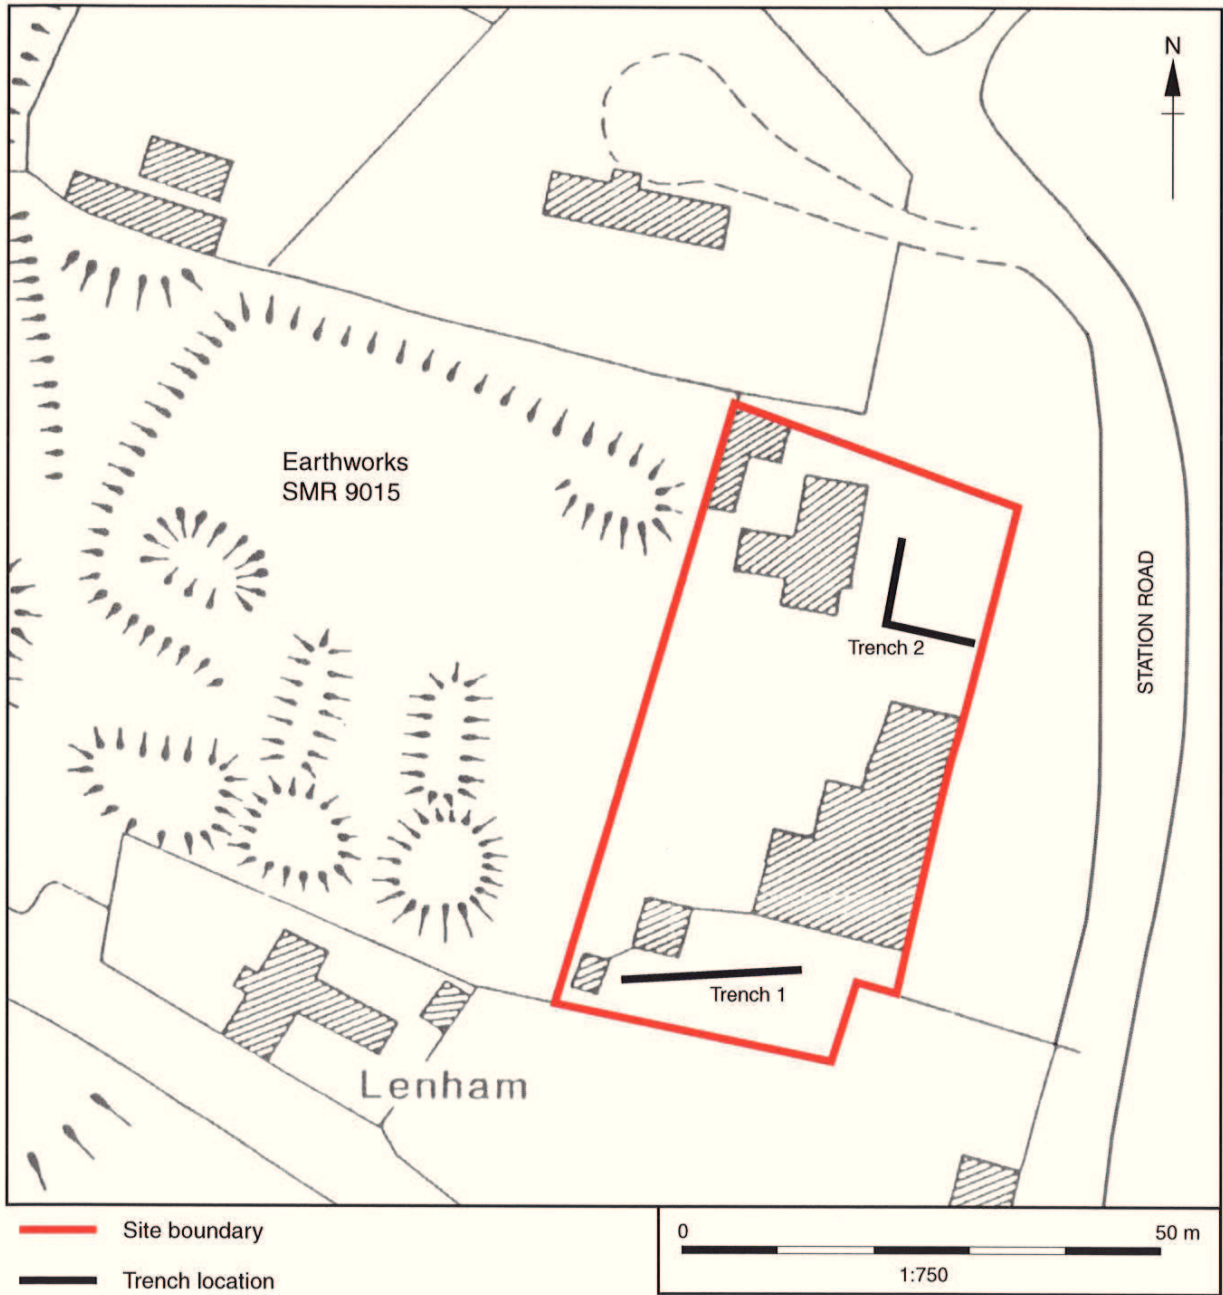 N
Earthworks
SMR 9015
STATION ROAD
Trench 2
Trench 1
Lenham
Site boundary
Trench location
0 50 m
1:750